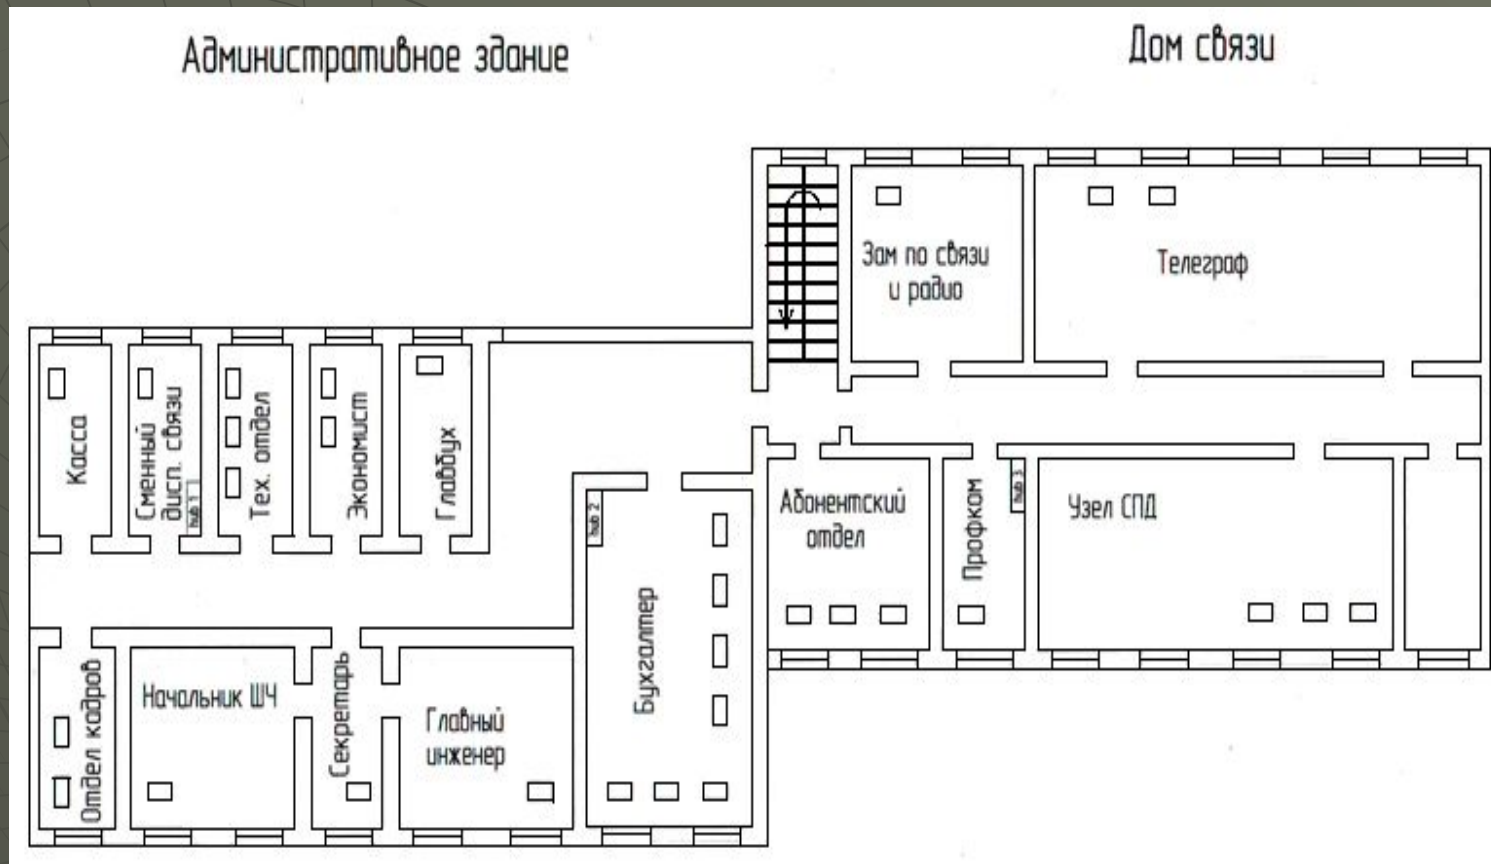 Административное здание
Дом связи
Зам по связи
и радио
Телеграф
Касса
Сменный
дисп. связи
hub 1
Тех. отдел
Экономист
Главбух
hub 2
Бухгалтер
Абонентский
отдел
Профком
hub 3
Узел СПД
Отдел кадров
Начальник ШЧ
Секретарь
Главный
инженер